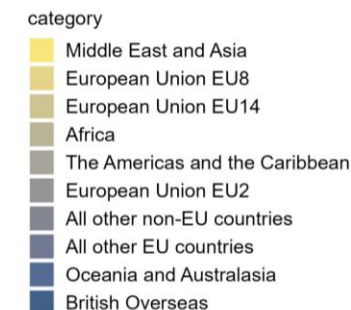 category
Middle East and Asia
European Union EU8
European Union EU14
Africa
The Americas and the Caribbean
European Union EU2
All other non-EU countries
All other EU countries
Oceania and Australasia
British Overseas